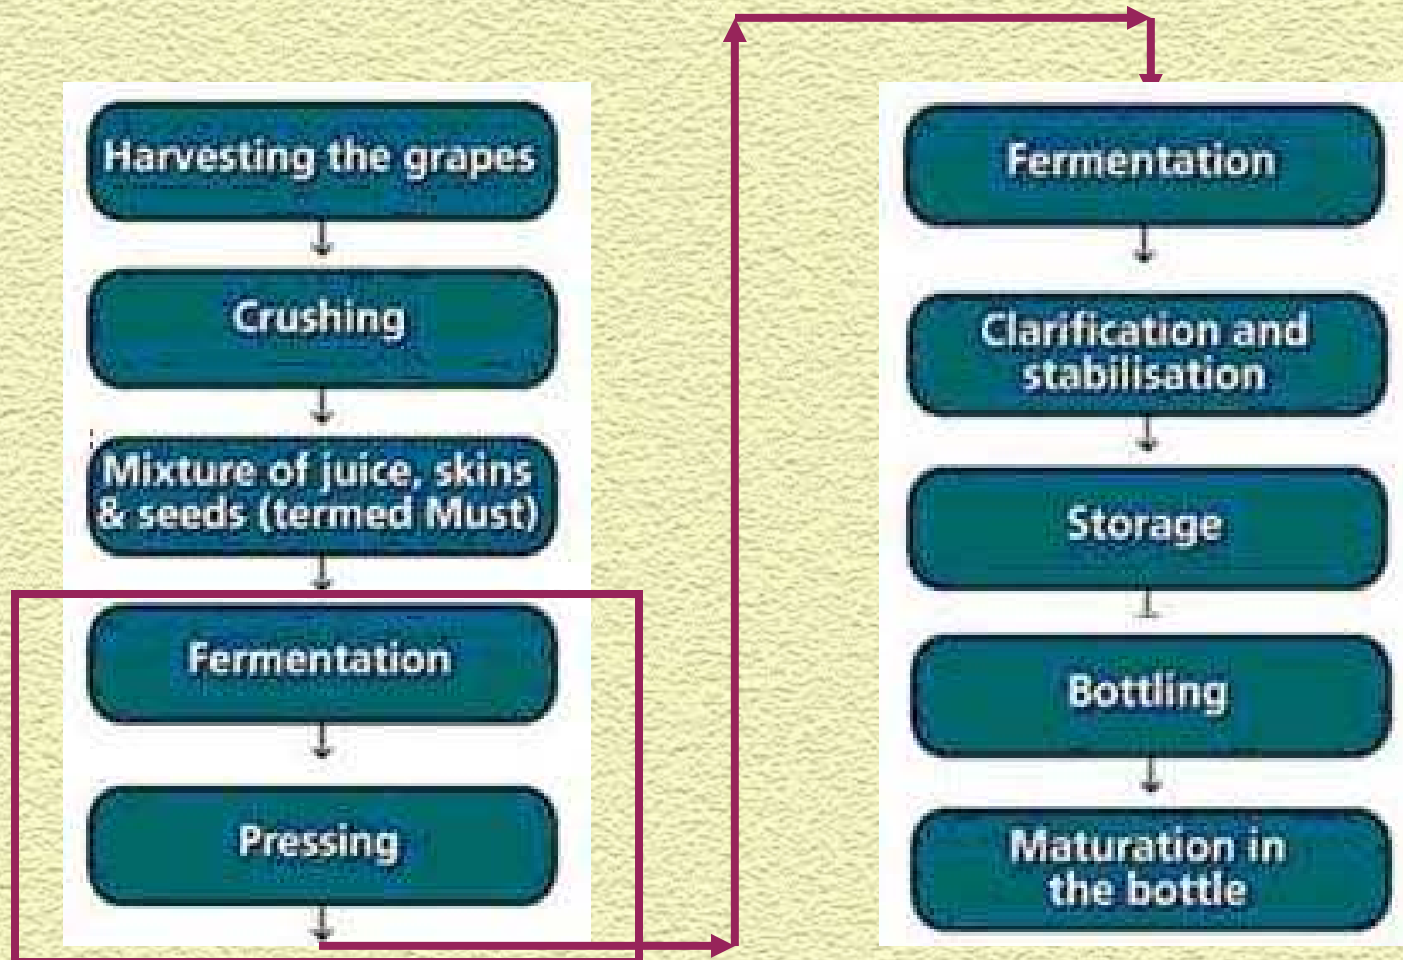 Harvesting the grapes
Crushing
Mixture of juice, skins
& seeds (termed Must)
Fermentation
Pressing
Fermentation
Clarification and
stabilisation
Storage
Bottling
Maturation in
the bottle